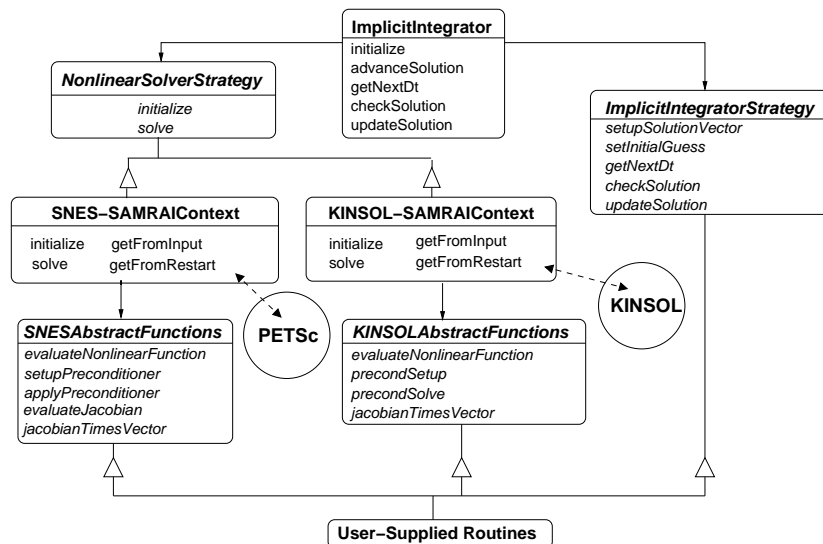 ImplicitIntegrator
initialize
advanceSolution
getNextDt
checkSolution
updateSolution
NonlinearSolverStrategy
initialize
solve
ImplicitIntegratorStrategy
setupSolutionVector
setInitialGuess
getNextDt
checkSolution
updateSolution
SNES−SAMRAIContext
initialize getFromInput
solve getFromRestart
KINSOL−SAMRAIContext
initialize getFromInput
solve getFromRestart
PETSc
KINSOL
SNESAbstractFunctions
evaluateNonlinearFunction
setupPreconditioner
applyPreconditioner
evaluateJacobian
jacobianTimesVector
KINSOLAbstractFunctions
evaluateNonlinearFunction
precondSetup
precondSolve
jacobianTimesVector
User−Supplied Routines